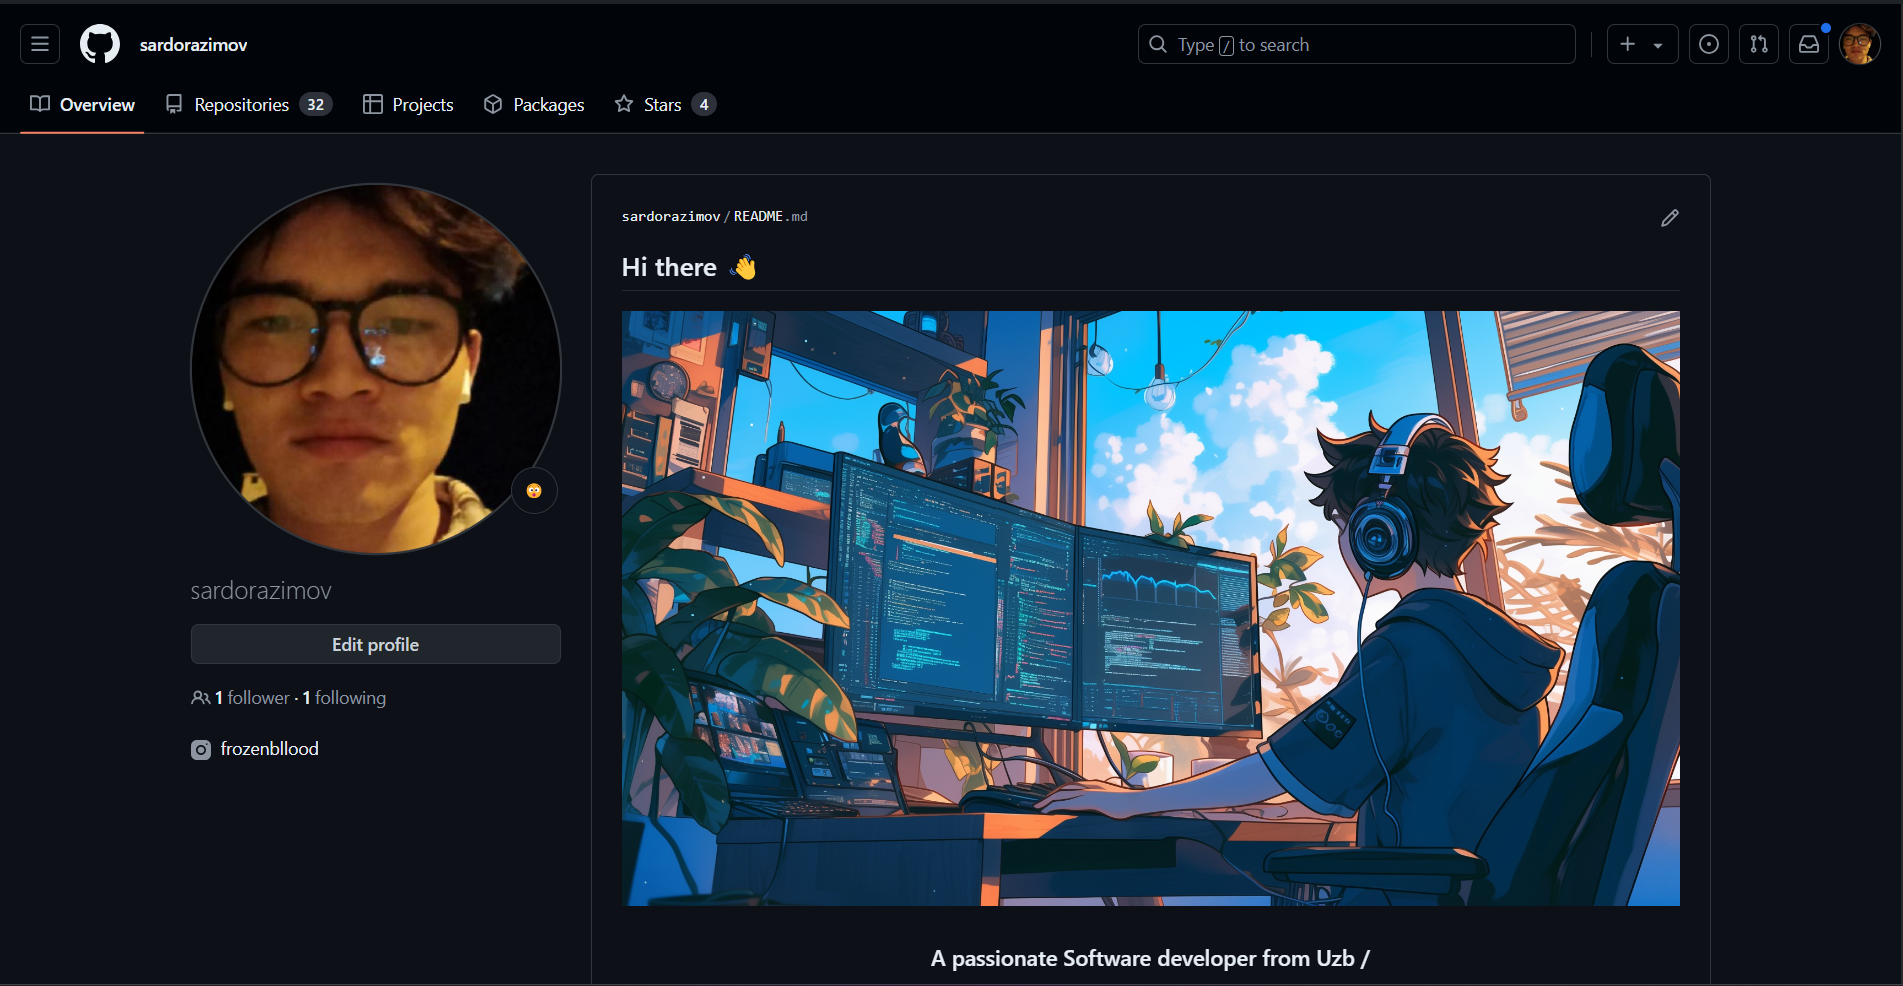 sardorazimov
Type / to search
Overview
Repositories 32
Projects
Packages
Stars 4
sardorazimov
Edit profile
1 follower · 1 following
frozenbllood
sardorazimov / README.md
Hi there 👋
A passionate Software developer from Uzb /